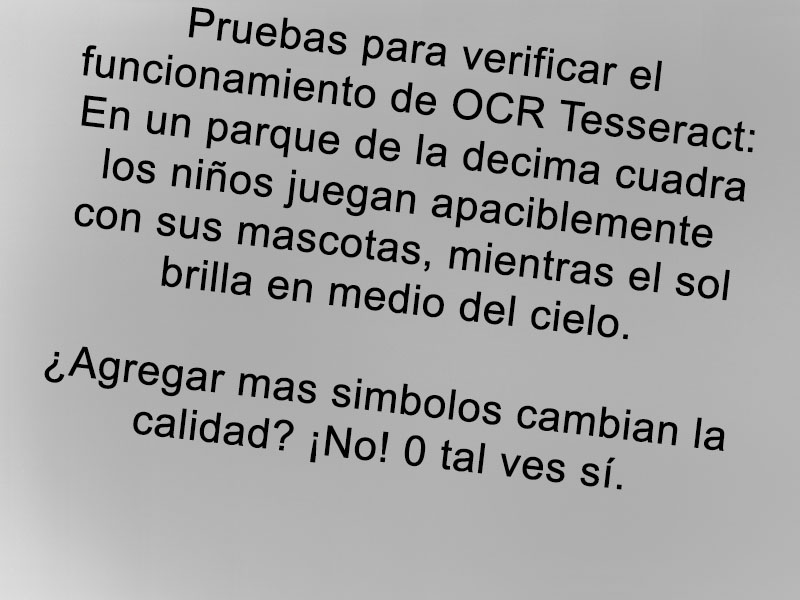 Pruebas para verificar el
funcionamiento de OCR Tesseract:
En un parque de la decima cuadra
los niños juegan apaciblemente
con sus mascotas, mientras el sol
brilla en medio del cielo.
¿Agregar mas simbolos cambian la
calidad? ¡No! 0 tal ves sí.